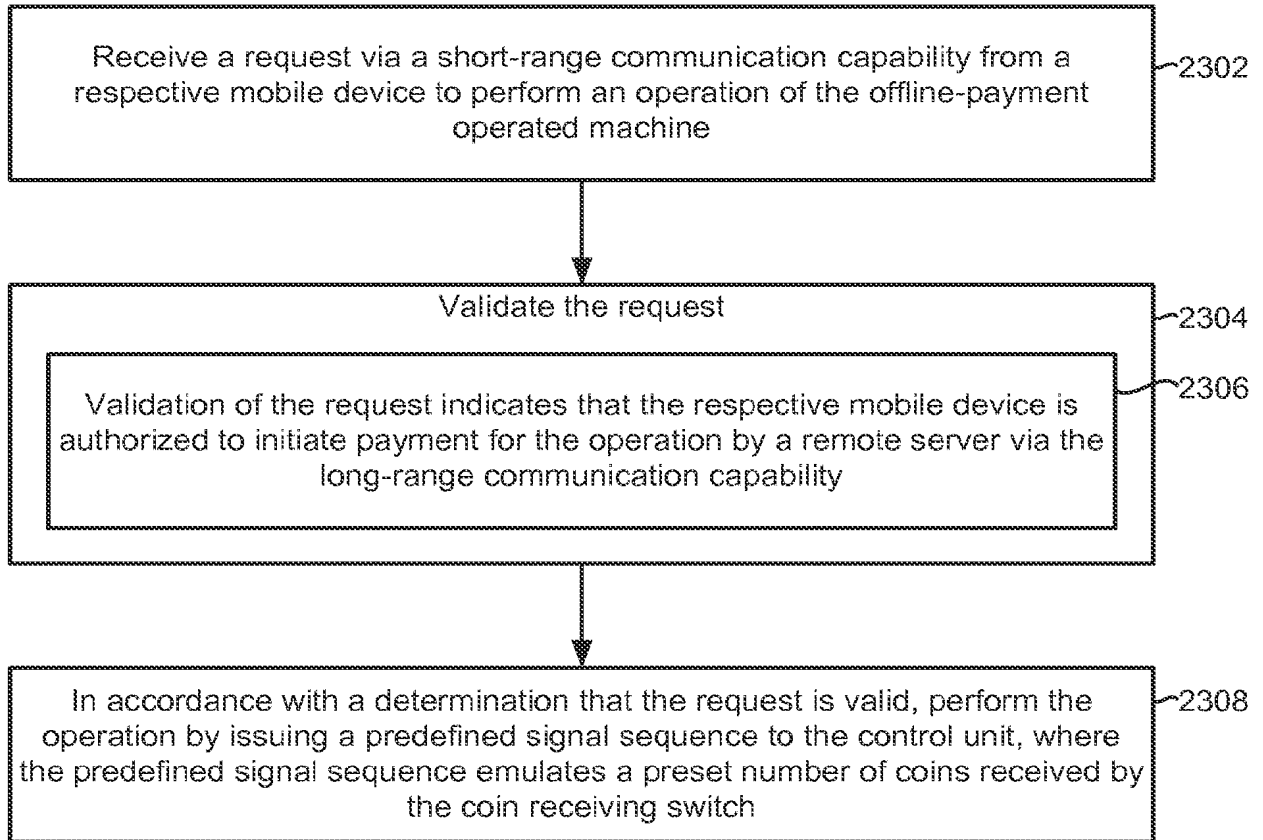 Receive a request via a short-range communication capability from a
respective mobile device to perform an operation of the offline-payment
operated machine
2302
Validate the request
2304
Validation of the request indicates that the respective mobile device is
authorized to initiate payment for the operation by a remote server via the
long-range communication capability
2306
In accordance with a determination that the request is valid, perform the
operation by issuing a predefined signal sequence to the control unit, where
the predefined signal sequence emulates a preset number of coins received by
the coin receiving switch
2308